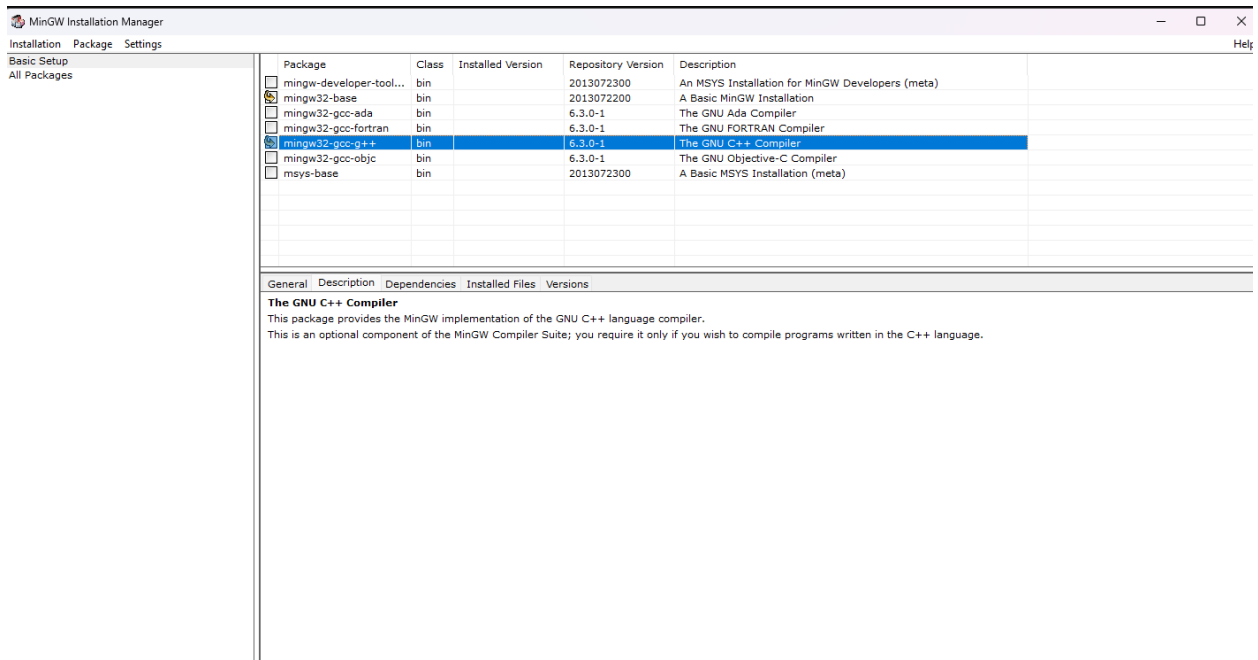 MinGW Installation Manager
Installation Package Settings Help
Basic Setup
All Packages
Package Class Installed Version Repository Version Description
mingw-developer-tool... bin 2013072300 An MSYS Installation for MinGW Developers (meta)
mingw32-base bin 2013072200 A Basic MinGW Installation
mingw32-gcc-ada bin 6.3.0-1 The GNU Ada Compiler
mingw32-gcc-fortran bin 6.3.0-1 The GNU FORTRAN Compiler
mingw32-gcc-g++ bin 6.3.0-1 The GNU C++ Compiler
mingw32-gcc-objc bin 6.3.0-1 The GNU Objective-C Compiler
msys-base bin 2013072300 A Basic MSYS Installation (meta)
General Description Dependencies Installed Files Versions
The GNU C++ Compiler
This package provides the MinGW implementation of the GNU C++ language compiler.
This is an optional component of the MinGW Compiler Suite; you require it only if you wish to compile programs written in the C++ language.